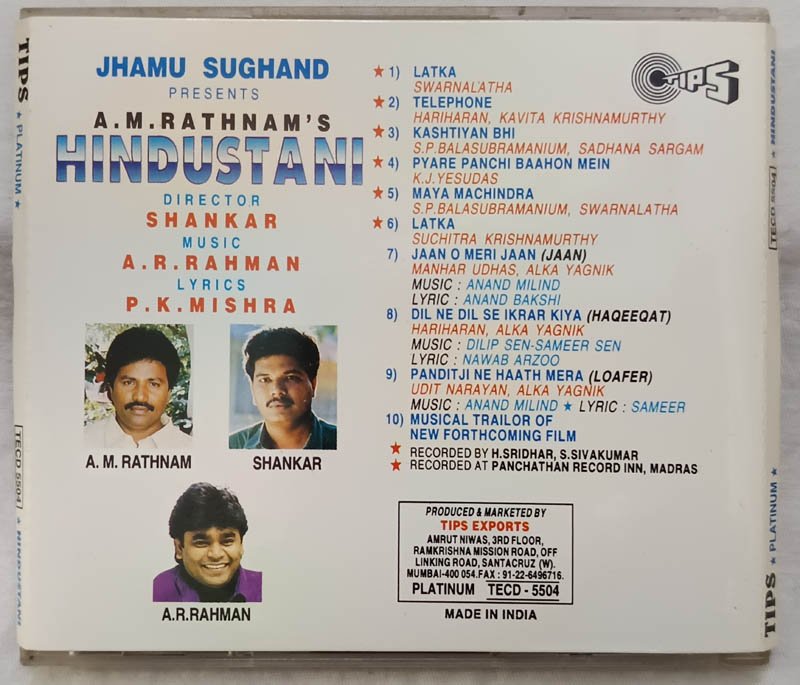 TIPS ★ PLATINUM ★
TECD 5504 ★ HINDUSTANI
JHAMU SUGHAND
PRESENTS
A.M.RATHNAM'S
HINDUSTANI
DIRECTOR
SHANKAR
MUSIC
A.R.RAHMAN
LYRICS
P.K.MISHRA
A. M. RATHNAM
SHANKAR
A.R.RAHMAN
★ 1) LATKA
SWARNALATHA
★ 2) TELEPHONE
HARIHARAN, KAVITA KRISHNAMURTHY
★ 3) KASHTIYAN BHI
S.P.BALASUBRAMANIUM, SADHANA SARGAM
★ 4) PYARE PANCHI BAAHON MEIN
K.J.YESUDAS
★ 5) MAYA MACHINDRA
S.P.BALASUBRAMANIUM, SWARNALATHA
★ 6) LATKA
SUCHITRA KRISHNAMURTHY
7) JAAN O MERI JAAN (JAAN)
MANHAR UDHAS, ALKA YAGNIK
MUSIC : ANAND MILIND
LYRIC : ANAND BAKSHI
8) DIL NE DIL SE IKRAR KIYA (HAQEEQAT)
HARIHARAN, ALKA YAGNIK
MUSIC : DILIP SEN-SAMEER SEN
LYRIC : NAWAB ARZOO
9) PANDITJI NE HAATH MERA (LOAFER)
UDIT NARAYAN, ALKA YAGNIK
MUSIC : ANAND MILIND ★ LYRIC : SAMEER
10) MUSICAL TRAILOR OF
NEW FORTHCOMING FILM
★ RECORDED BY H.SRIDHAR, S.SIVAKUMAR
★ RECORDED AT PANCHATHAN RECORD INN, MADRAS
TIPS
PRODUCED & MARKETED BY
TIPS EXPORTS
AMRUT NIWAS, 3RD FLOOR,
RAMKRISHNA MISSION ROAD, OFF
LINKING ROAD, SANTACRUZ (W).
MUMBAI-400 054.FAX : 91-22-6496716.
PLATINUM TECD - 5504
MADE IN INDIA
TIPS ★ PLATINUM ★
TECD 5504 ★ HINDUSTANI